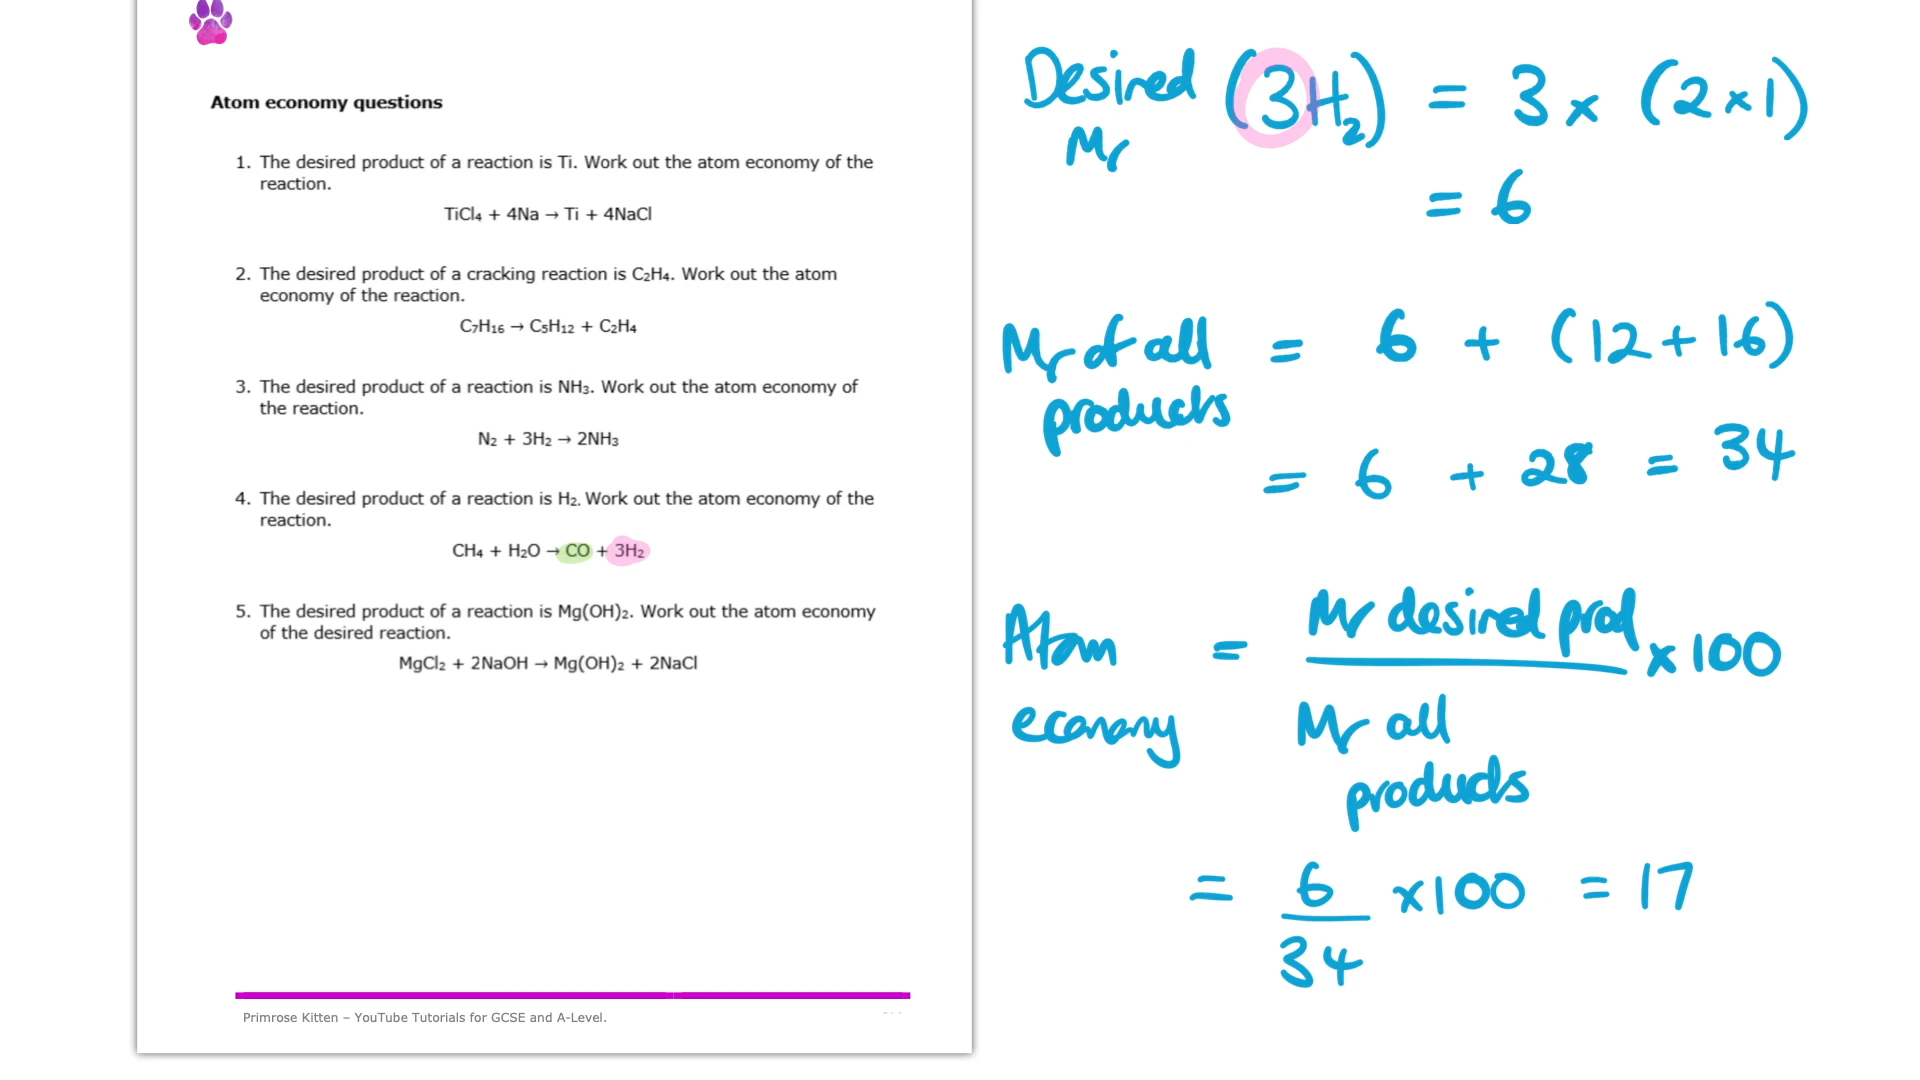 Atom economy questions
1. The desired product of a reaction is Ti. Work out the atom economy of the
reaction.
TiCl₄ + 4Na → Ti + 4NaCl
2. The desired product of a cracking reaction is C₂H₄. Work out the atom
economy of the reaction.
C₇H₁₆ → C₅H₁₂ + C₂H₄
3. The desired product of a reaction is NH₃. Work out the atom economy of
the reaction.
N₂ + 3H₂ → 2NH₃
4. The desired product of a reaction is H₂. Work out the atom economy of the
reaction.
CH₄ + H₂O → CO + 3H₂
5. The desired product of a reaction is Mg(OH)₂. Work out the atom economy
of the desired reaction.
MgCl₂ + 2NaOH → Mg(OH)₂ + 2NaCl
Primrose Kitten – YouTube Tutorials for GCSE and A-Level.
Desired (3H₂) = 3 × (2×1)
Mr
= 6
Mr of all = 6 + (12+16)
products
= 6 + 28 = 34
Atom = Mr desired prod × 100
economy Mr all
products
= 6 ×100 = 17
34